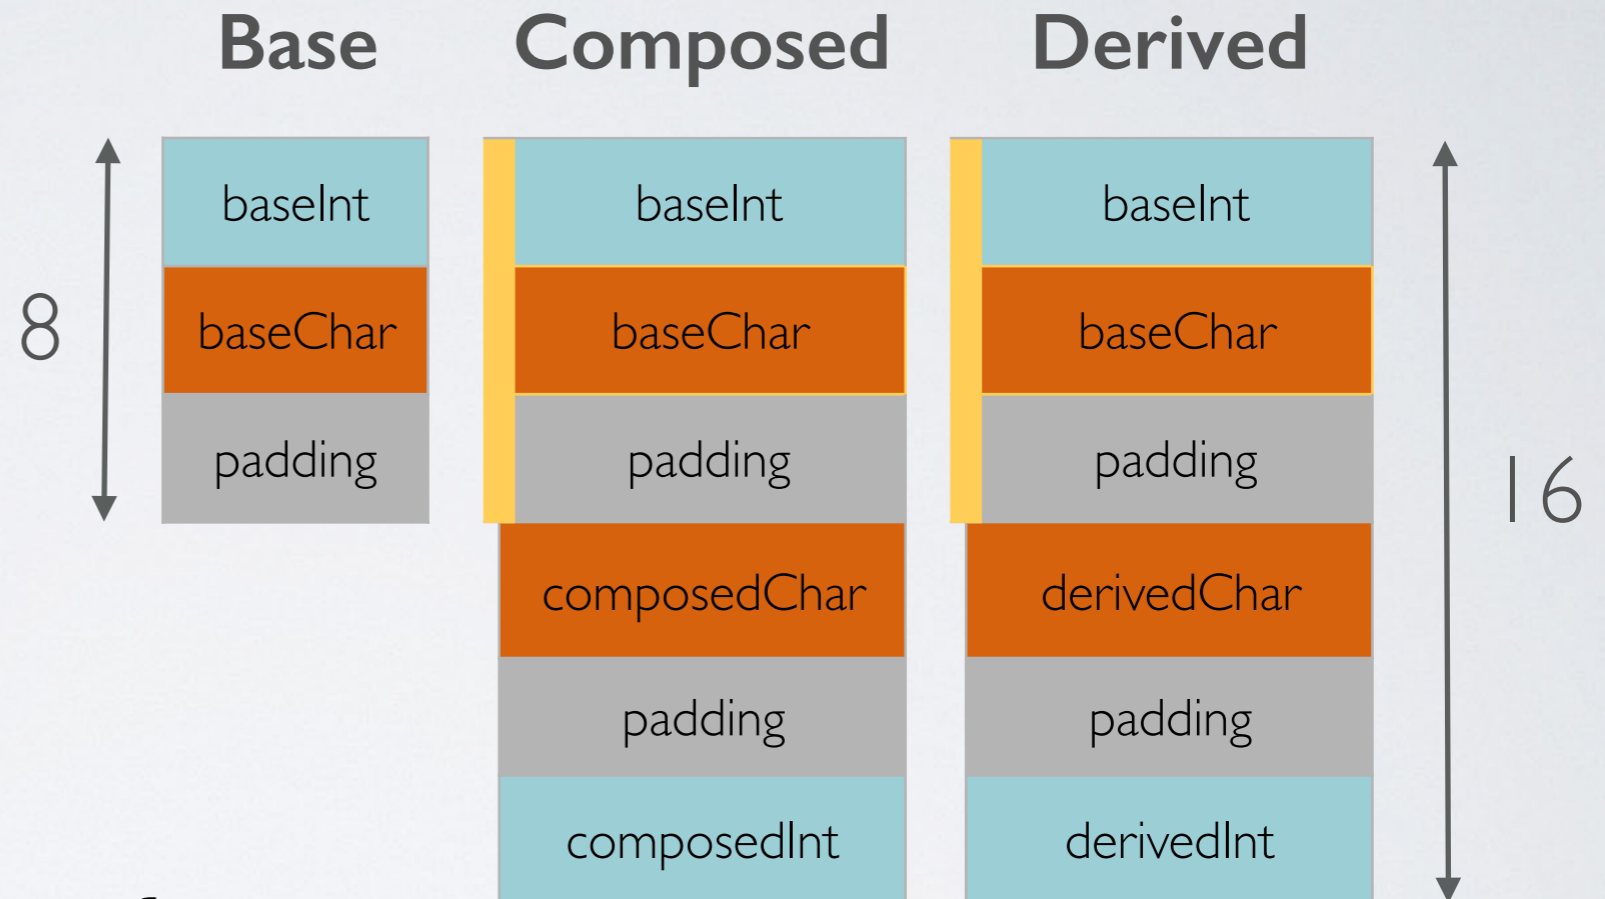 Base Composed Derived
baseInt baseInt baseInt
8 baseChar baseChar baseChar
padding padding padding
16
composedChar derivedChar
padding padding
composedInt derivedInt